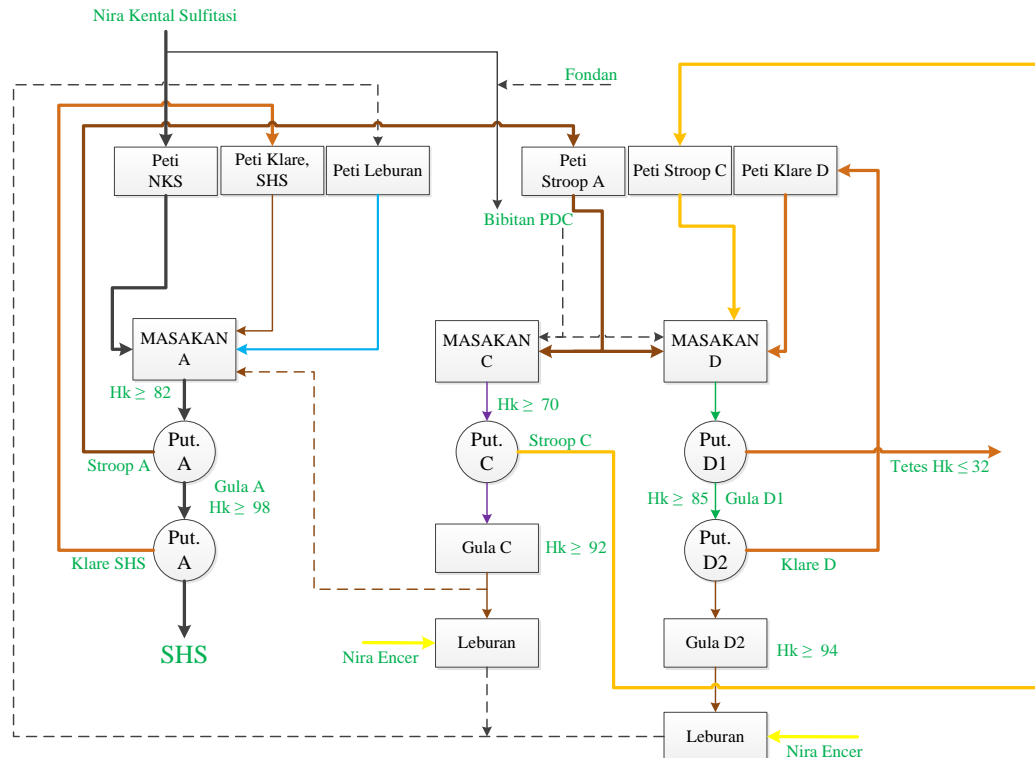 Nira Kental Sulfitasi
Fondan
Peti
NKS
Peti Klare,
SHS
Peti Leburan
Peti
Stroop A
Peti Stroop C
Peti Klare D
Bibitan PDC
MASAKAN
A
MASAKAN
C
MASAKAN
D
Hk ≥ 82
Hk ≥ 70
Put.
A
Put.
C
Put.
D1
Stroop A
Stroop C
Tetes Hk ≤ 32
Gula A
Hk ≥ 98
Hk ≥ 85
Gula D1
Put.
A
Gula C
Hk ≥ 92
Put.
D2
Klare SHS
Klare D
SHS
Nira Encer
Leburan
Gula D2
Hk ≥ 94
Leburan
Nira Encer